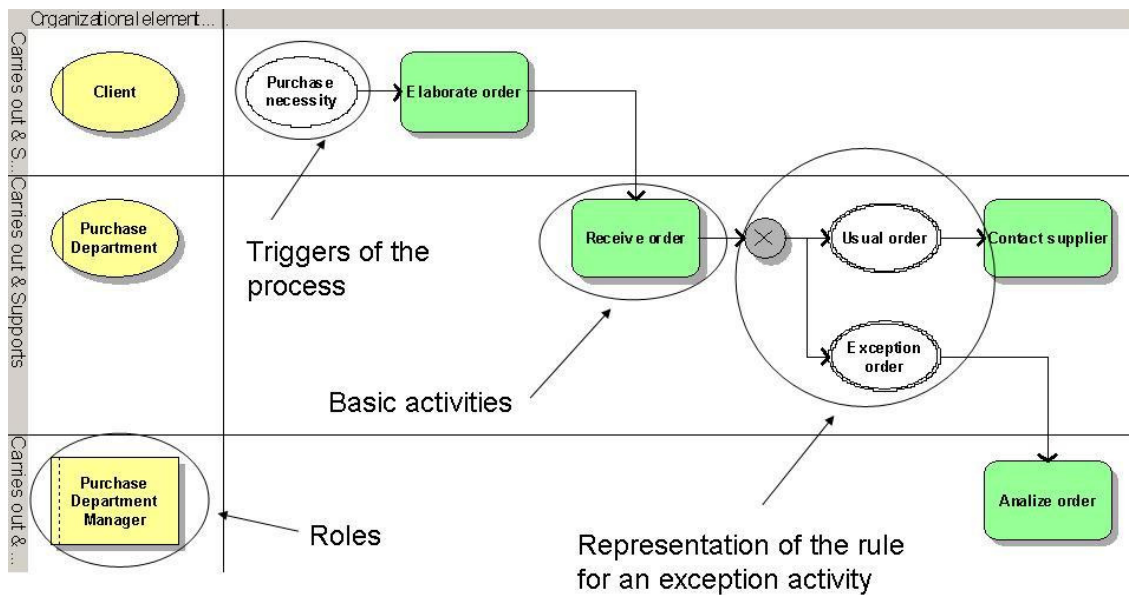 Organizational element... .
Carries out & S...
Client
Purchase
necessity
Elaborate order
Carries out & Supports
Purchase
Department
Triggers of the
process
Receive order
Usual order
Contact supplier
Exception
order
Basic activities
Carries out &
...
Purchase
Department
Manager
Roles
Analize order
Representation of the rule
for an exception activity